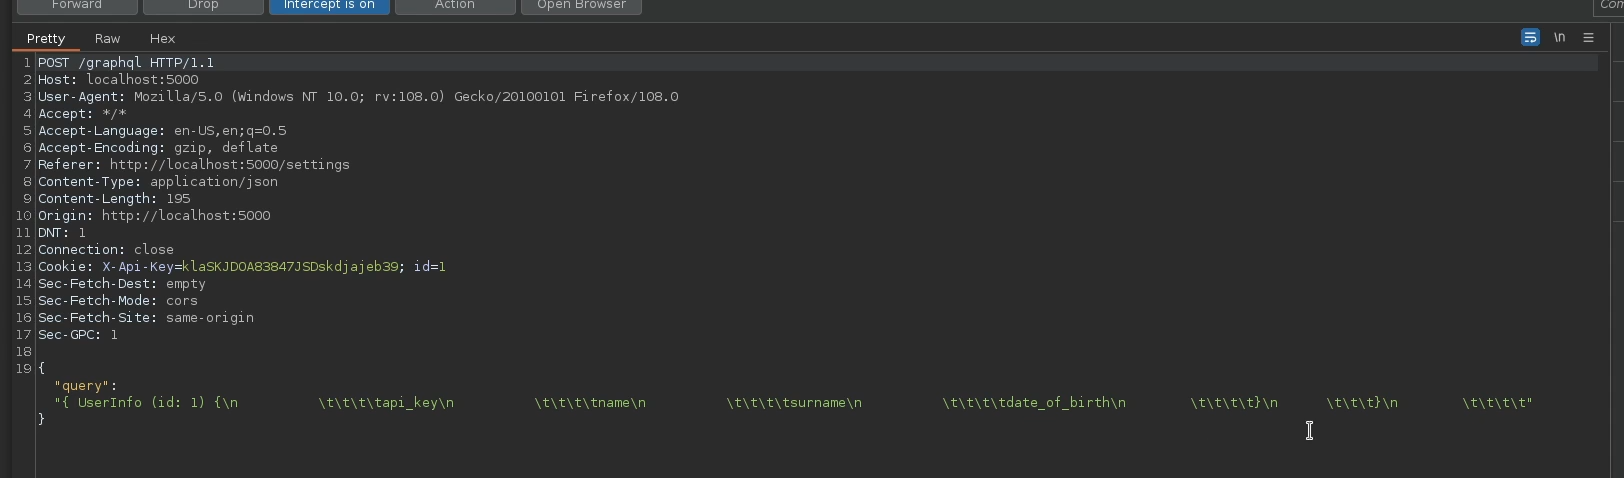 Forward Drop Intercept is on Action Open Browser
Pretty Raw Hex \n
1 POST /graphql HTTP/1.1
2 Host: localhost:5000
3 User-Agent: Mozilla/5.0 (Windows NT 10.0; rv:108.0) Gecko/20100101 Firefox/108.0
4 Accept: */*
5 Accept-Language: en-US,en;q=0.5
6 Accept-Encoding: gzip, deflate
7 Referer: http://localhost:5000/settings
8 Content-Type: application/json
9 Content-Length: 195
10 Origin: http://localhost:5000
11 DNT: 1
12 Connection: close
13 Cookie: X-Api-Key=klaSKJDOA83847JSDskdjajeb39; id=1
14 Sec-Fetch-Dest: empty
15 Sec-Fetch-Mode: cors
16 Sec-Fetch-Site: same-origin
17 Sec-GPC: 1
18
19 {
"query":
"{ UserInfo (id: 1) {\n          \t\t\t\tapi_key\n          \t\t\t\tname\n          \t\t\t\tsurname\n          \t\t\t\tdate_of_birth\n        \t\t\t\t}\n      \t\t\t}\n        \t\t\t\t"
}